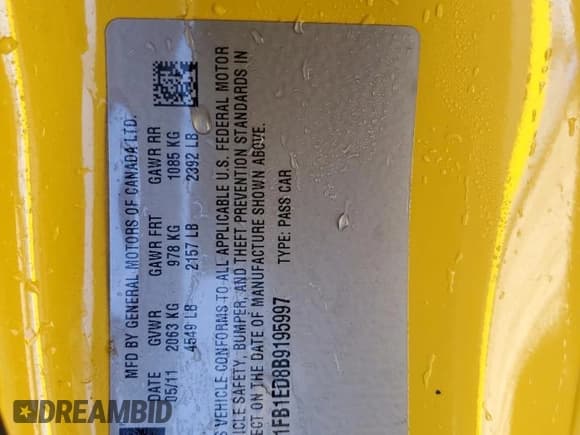 MFD BY GENERAL MOTORS OF CANADA LTD.
DATE GVWR GAWR FRT GAWR RR
05/11 2063 KG 978 KG 1085 KG
4549 LB 2157 LB 2392 LB
VEHICLE CONFORMS TO ALL APPLICABLE U.S. FEDERAL MOTOR
SAFETY, BUMPER, AND THEFT PREVENTION STANDARDS IN
ON THE DATE OF MANUFACTURE SHOWN ABOVE.
1FB1ED8B9195997 TYPE: PASS CAR
DREAMBID